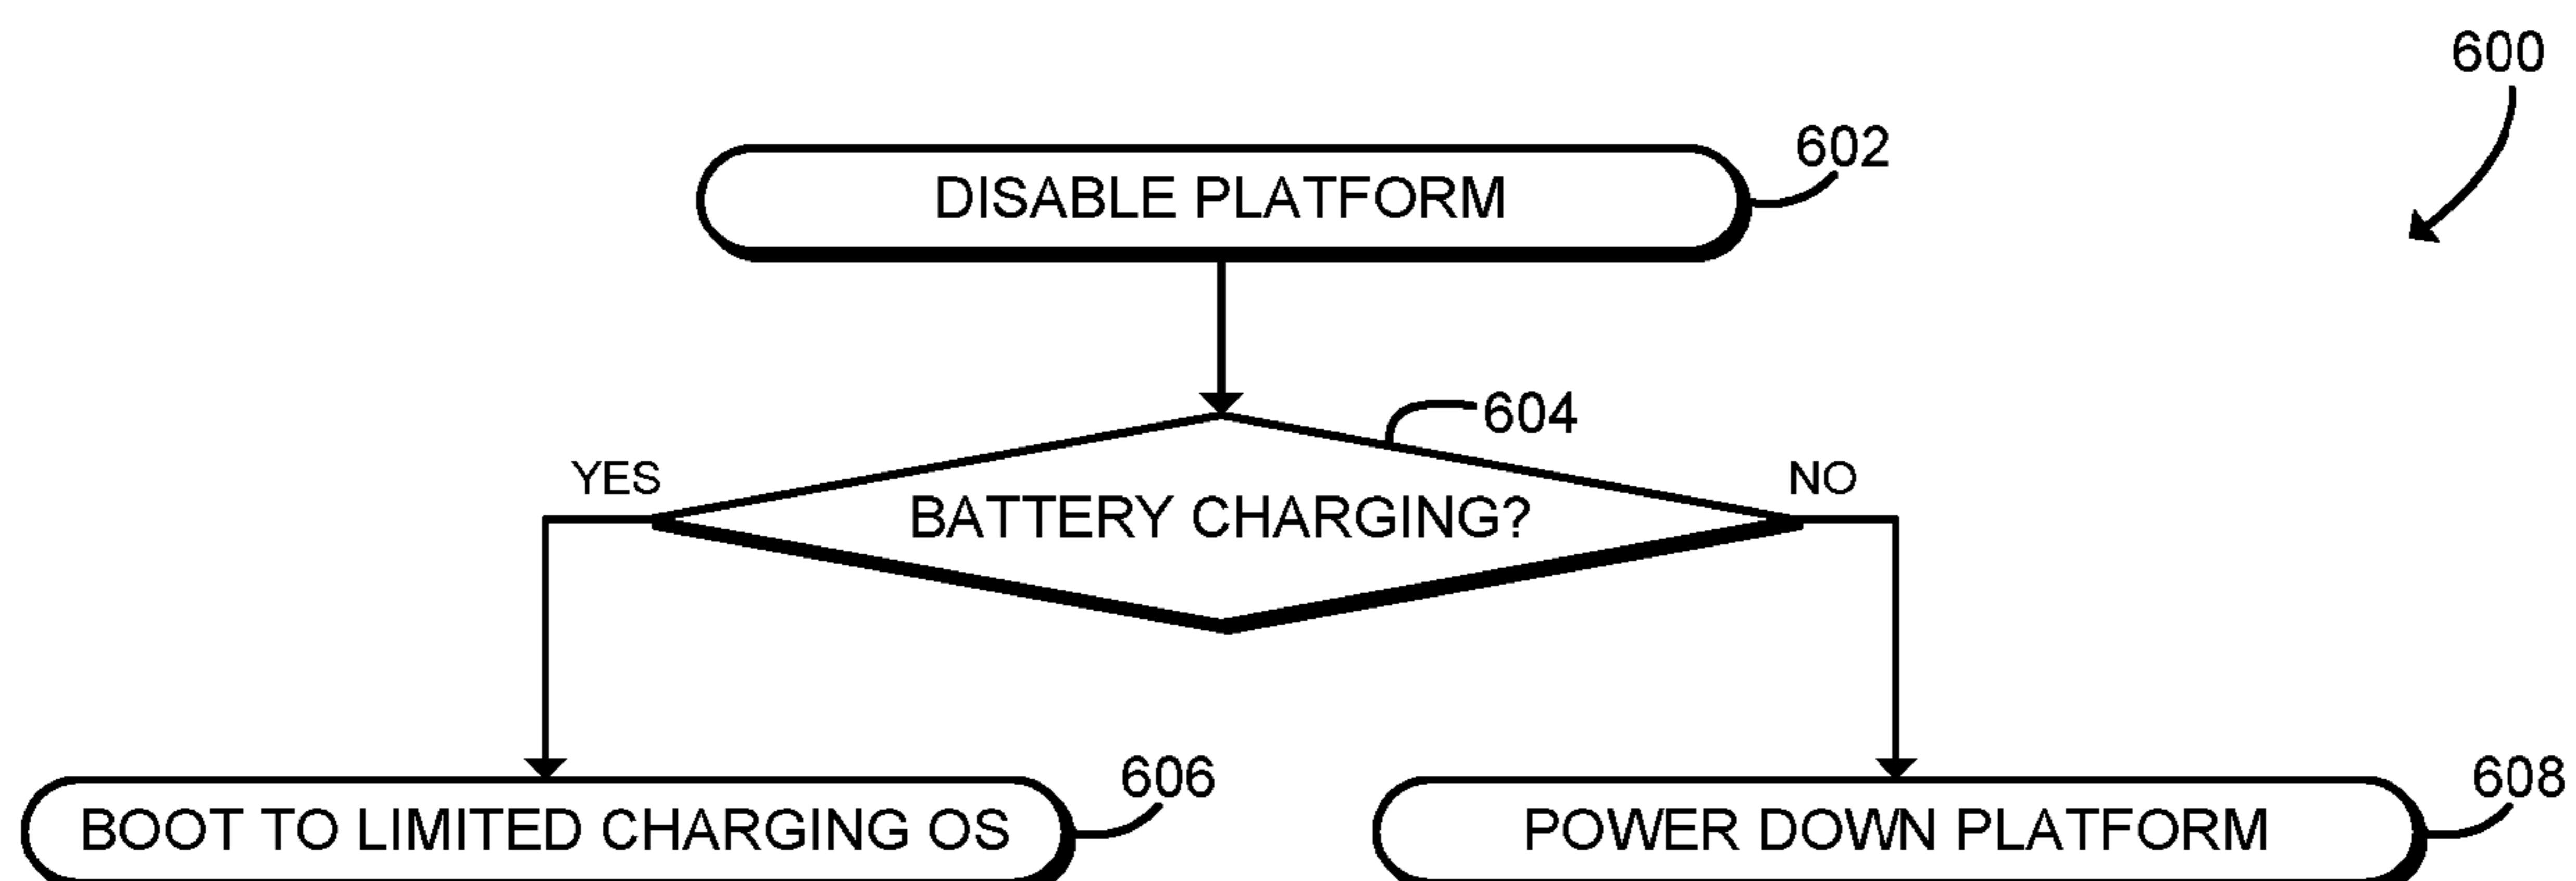 600
602
DISABLE PLATFORM
604
YES
NO
BATTERY CHARGING?
606
608
BOOT TO LIMITED CHARGING OS
POWER DOWN PLATFORM